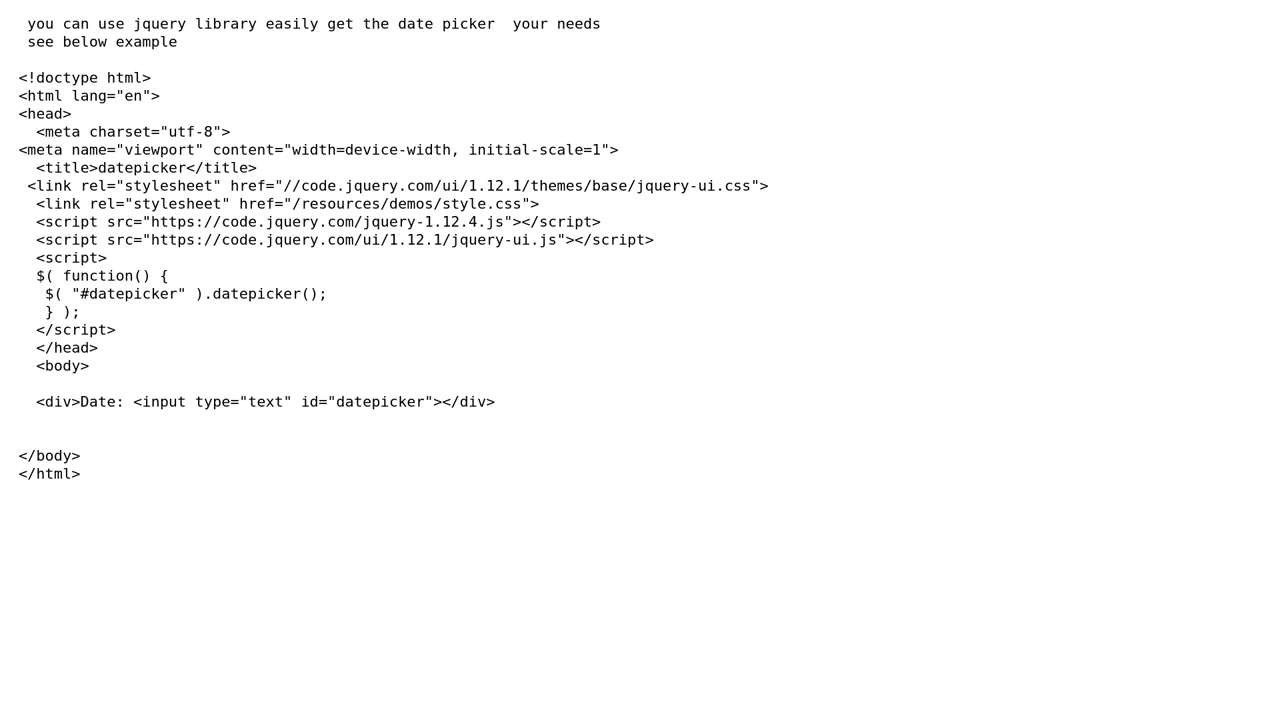 you can use jquery library easily get the date picker  your needs
see below example
<!doctype html>
<html lang="en">
<head>
<meta charset="utf-8">
<meta name="viewport" content="width=device-width, initial-scale=1">
<title>datepicker</title>
<link rel="stylesheet" href="//code.jquery.com/ui/1.12.1/themes/base/jquery-ui.css">
<link rel="stylesheet" href="/resources/demos/style.css">
<script src="https://code.jquery.com/jquery-1.12.4.js"></script>
<script src="https://code.jquery.com/ui/1.12.1/jquery-ui.js"></script>
<script>
$( function() {
$( "#datepicker" ).datepicker();
} );
</script>
</head>
<body>
<div>Date: <input type="text" id="datepicker"></div>
</body>
</html>